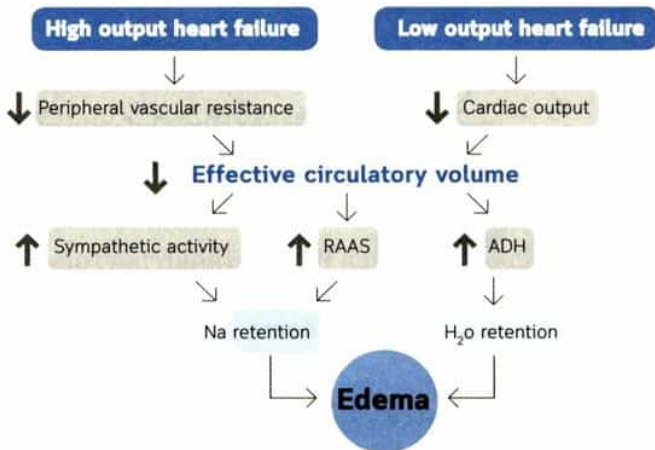 High output heart failure
Low output heart failure
Peripheral vascular resistance
Cardiac output
Effective circulatory volume
Sympathetic activity
RAAS
ADH
Na retention
H₂o retention
Edema